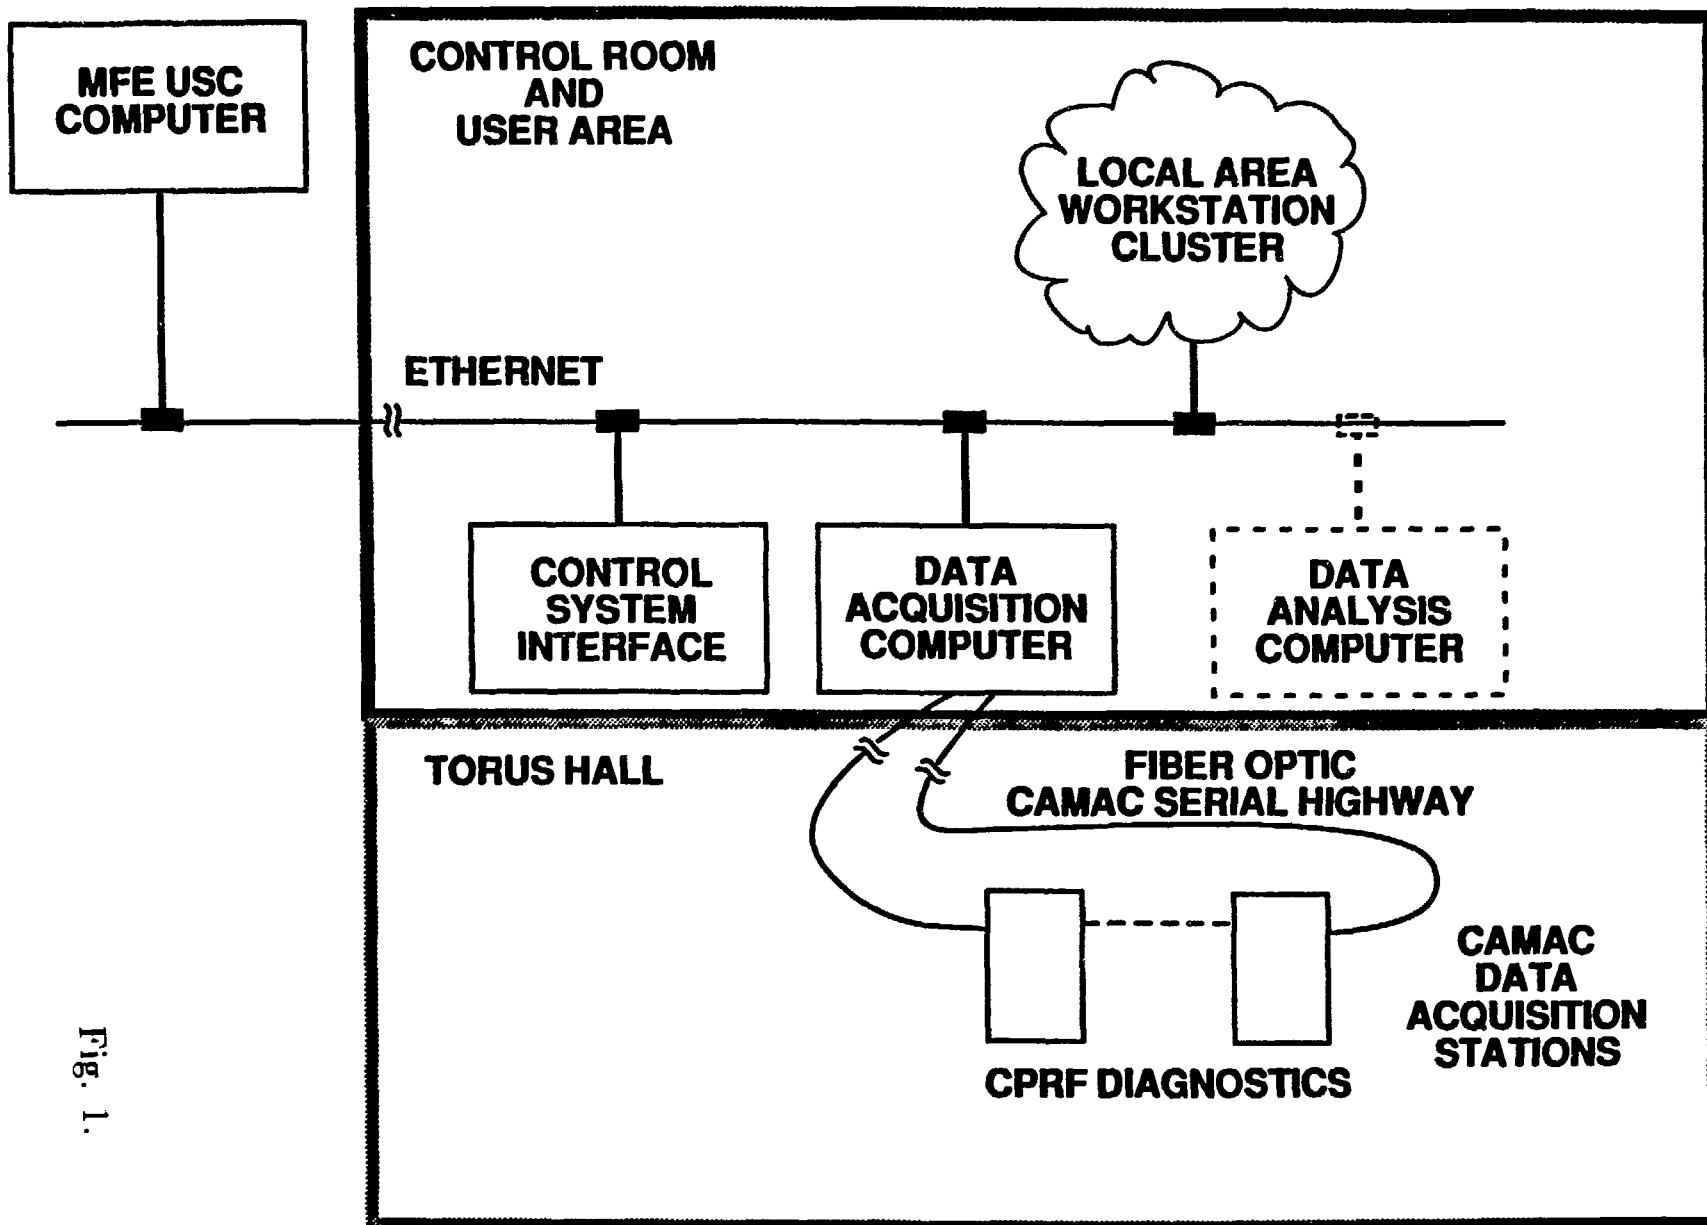 MFE USC
COMPUTER
CONTROL ROOM
AND
USER AREA
LOCAL AREA
WORKSTATION
CLUSTER
ETHERNET
CONTROL
SYSTEM
INTERFACE
DATA
ACQUISITION
COMPUTER
DATA
ANALYSIS
COMPUTER
TORUS HALL
FIBER OPTIC
CAMAC SERIAL HIGHWAY
CAMAC
DATA
ACQUISITION
STATIONS
CPRF DIAGNOSTICS
Fig. 1.